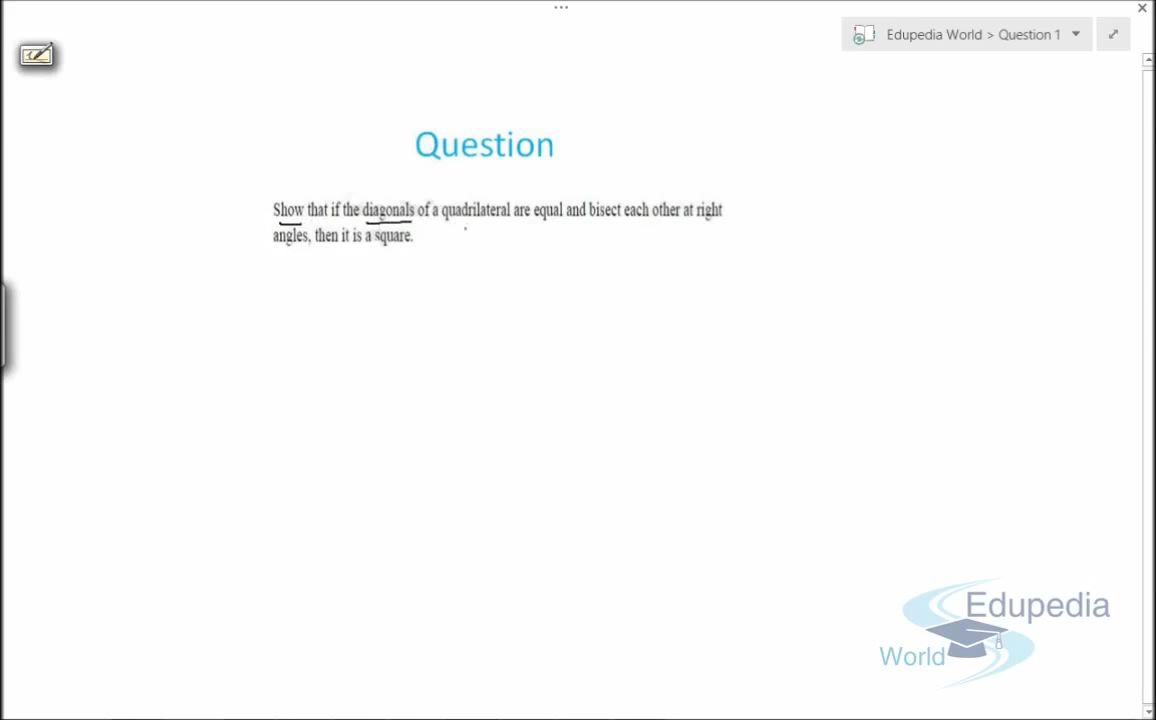 Edupedia World > Question 1
Question
Show that if the diagonals of a quadrilateral are equal and bisect each other at right
angles, then it is a square.
Edupedia
World